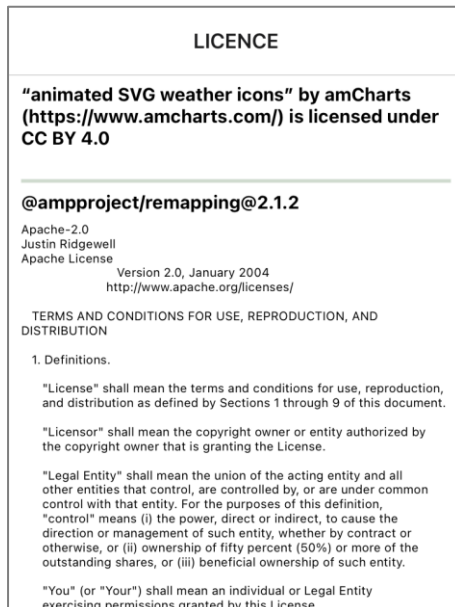 LICENCE
“animated SVG weather icons” by amCharts
(https://www.amcharts.com/) is licensed under
CC BY 4.0
@ampproject/remapping@2.1.2
Apache-2.0
Justin Ridgewell
Apache License
Version 2.0, January 2004
http://www.apache.org/licenses/
TERMS AND CONDITIONS FOR USE, REPRODUCTION, AND
DISTRIBUTION
1. Definitions.
"License" shall mean the terms and conditions for use, reproduction,
and distribution as defined by Sections 1 through 9 of this document.
"Licensor" shall mean the copyright owner or entity authorized by
the copyright owner that is granting the License.
"Legal Entity" shall mean the union of the acting entity and all
other entities that control, are controlled by, or are under common
control with that entity. For the purposes of this definition,
"control" means (i) the power, direct or indirect, to cause the
direction or management of such entity, whether by contract or
otherwise, or (ii) ownership of fifty percent (50%) or more of the
outstanding shares, or (iii) beneficial ownership of such entity.
"You" (or "Your") shall mean an individual or Legal Entity
exercising permissions granted by this License.